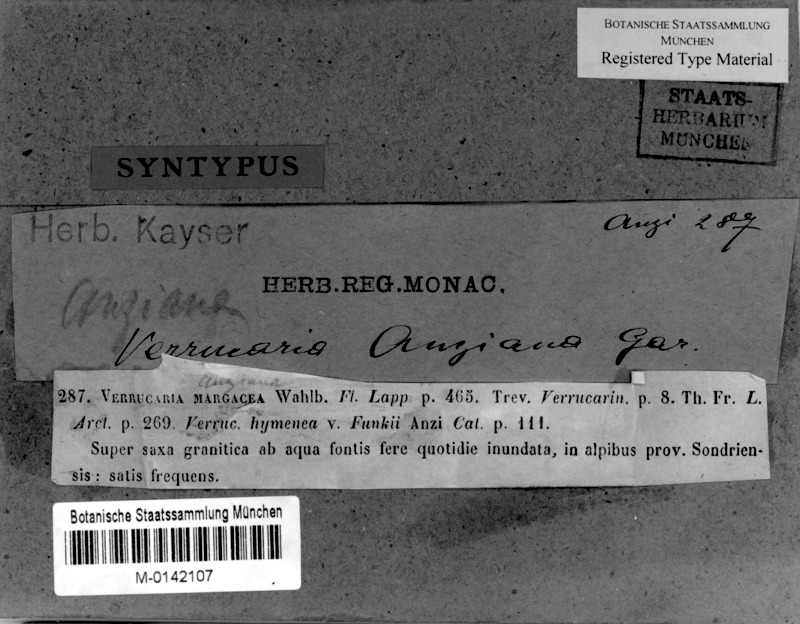 BOTANISCHE STAATSSAMMLUNG
MÜNCHEN
Registered Type Material
STAATS-
HERBARIUM
MÜNCHEN
SYNTYPUS
Herb. Kayser
Anzi 287
HERB.REG.MONAC.
Anziana
Verrucaria Anziana Gar.
anziana
287. VERRUCARIA MARGACEA Wahlb. Fl. Lapp p. 465. Trev. Verrucarin. p. 8. Th. Fr. L.
Arct. p. 269. Verruc. hymenea v. Funkii Anzi Cat. p. 111.
Super saxa granitica ab aqua fontis fere quotidie inundata, in alpibus prov. Sondrien-
sis: satis frequens.
Botanische Staatssammlung München
M-0142107